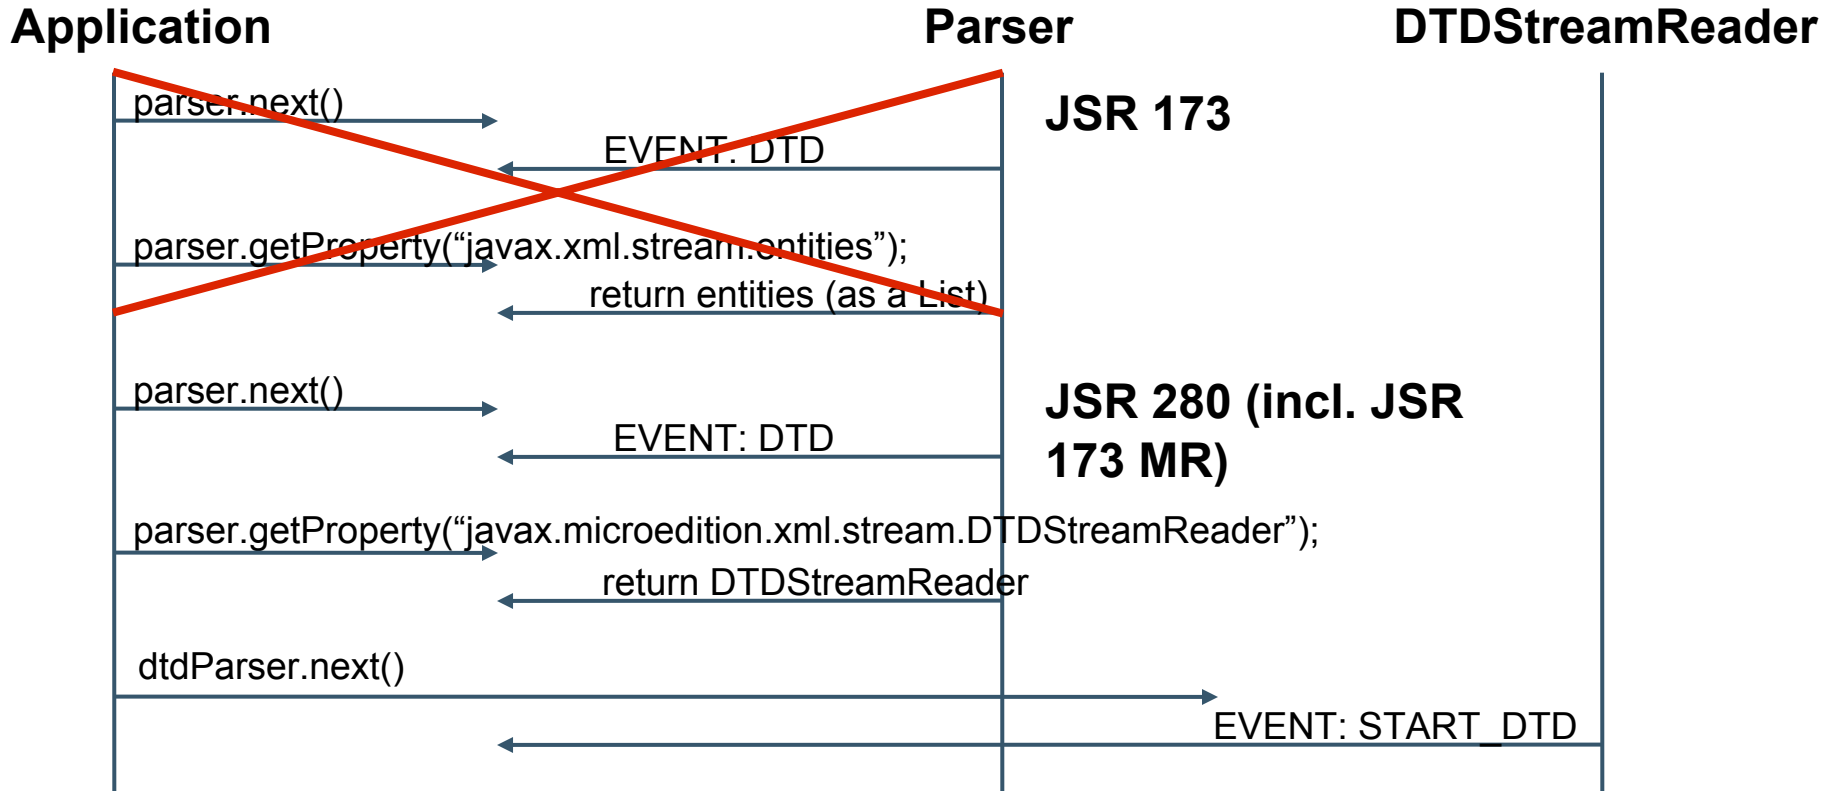 Application
Parser
DTDStreamReader
parser.next()
JSR 173
EVENT: DTD
parser.getProperty(“javax.xml.stream.entities”);
return entities (as a List)
parser.next()
JSR 280 (incl. JSR
173 MR)
EVENT: DTD
parser.getProperty(“javax.microedition.xml.stream.DTDStreamReader”);
return DTDStreamReader
dtdParser.next()
EVENT: START_DTD